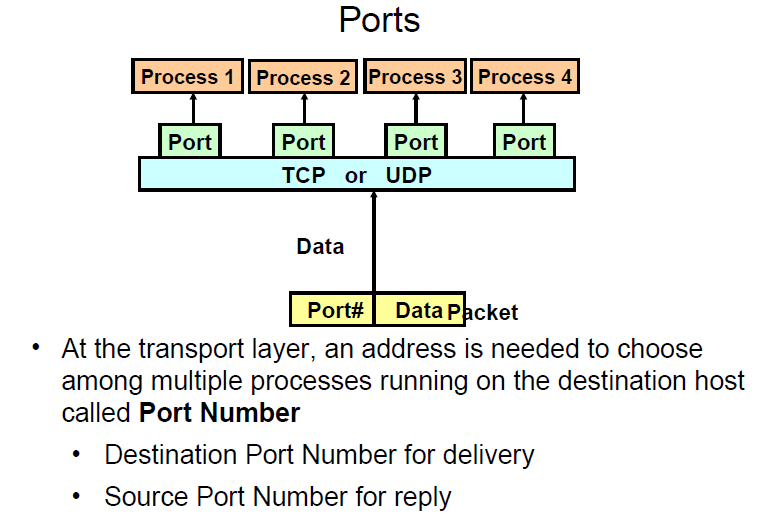 Ports
Process 1 Process 2 Process 3 Process 4
Port Port Port Port
TCP or UDP
Data
Port# Data Packet
• At the transport layer, an address is needed to choose
among multiple processes running on the destination host
called Port Number
• Destination Port Number for delivery
• Source Port Number for reply